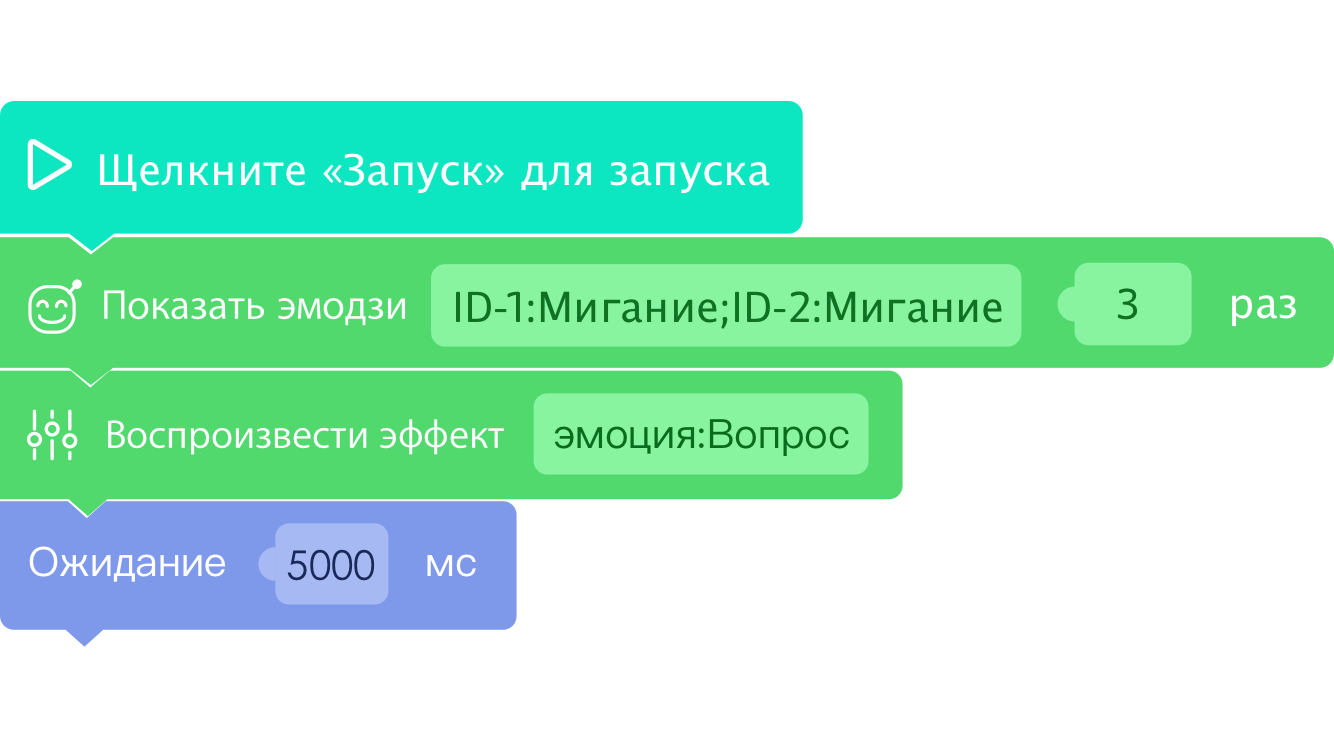 Щелкните «Запуск» для запуска
Показать эмодзи ID-1:Мигание;ID-2:Мигание 3 раз
Воспроизвести эффект эмоция:Вопрос
Ожидание 5000 мс